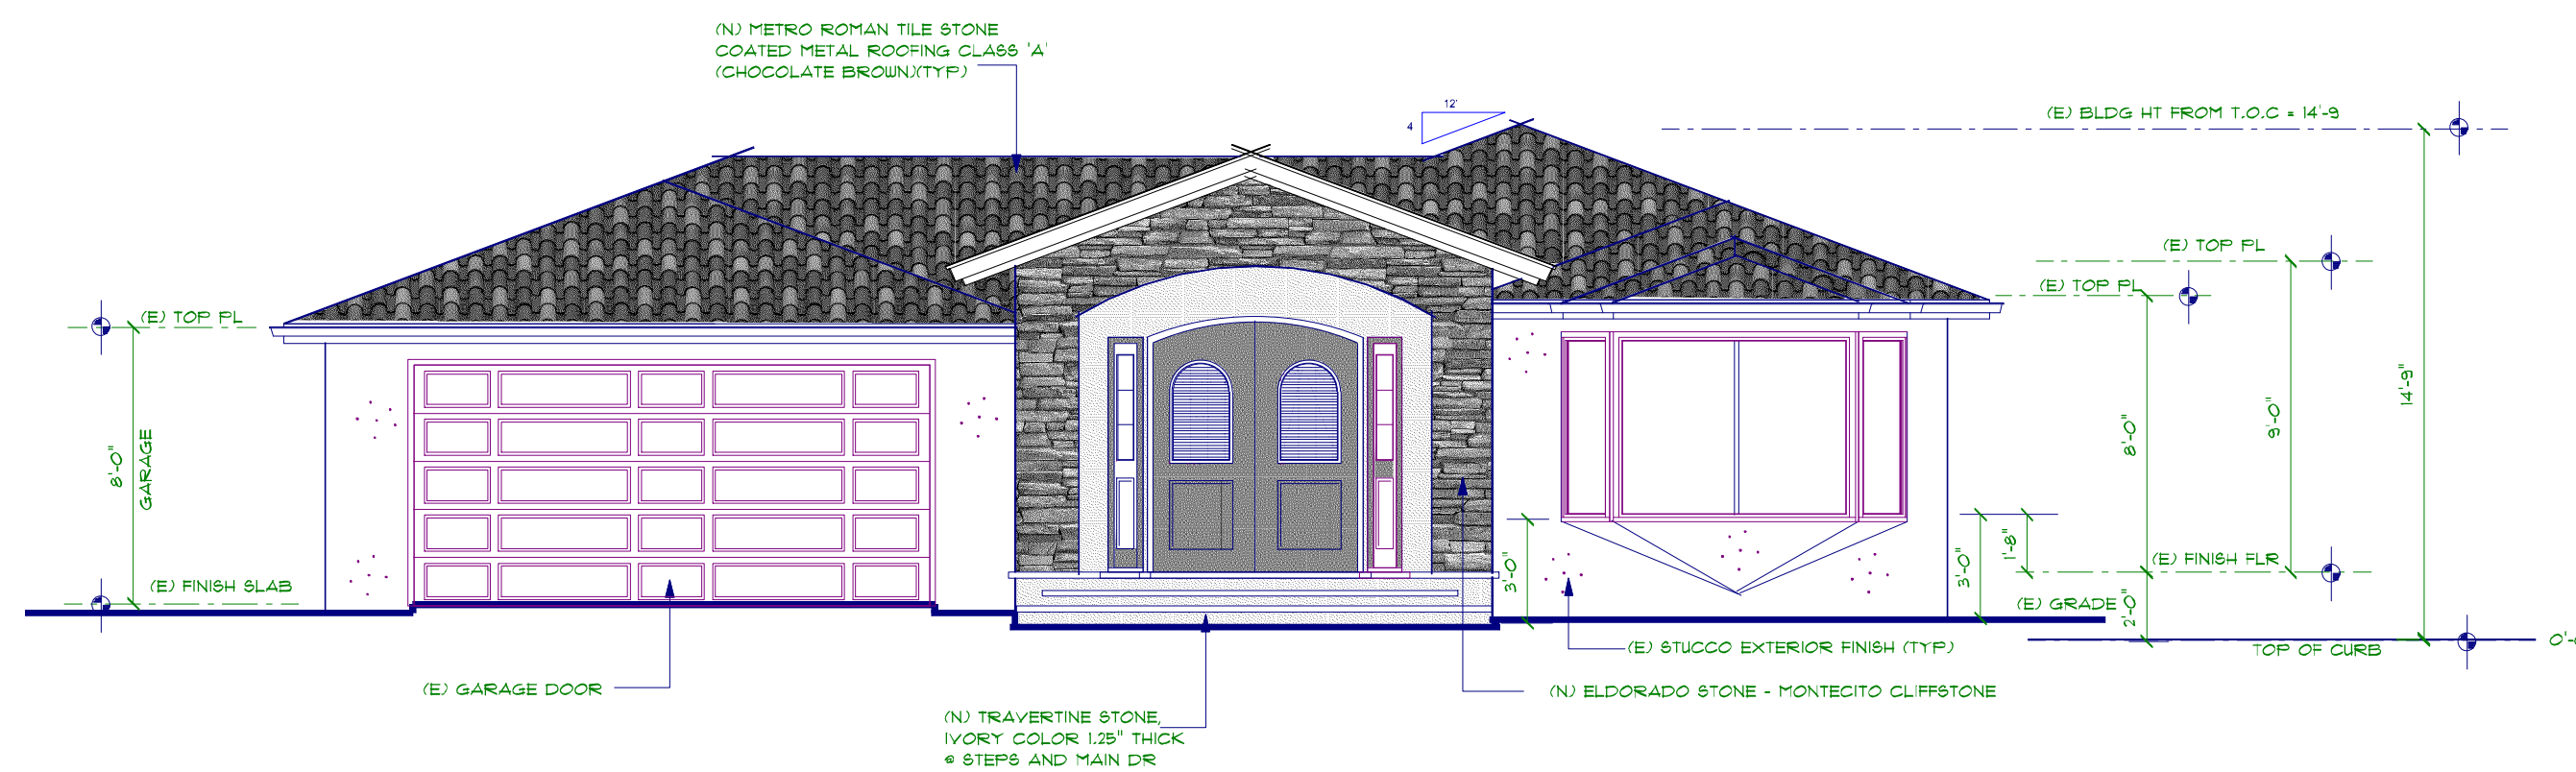 (N) METRO ROMAN TILE STONE
COATED METAL ROOFING CLASS 'A'
(CHOCOLATE BROWN)(TYP)
12'
4
(E) BLDG HT FROM T.O.C = 14'-9
(E) TOP PL
(E) TOP PL
(E) TOP PL
8'-0"
GARAGE
(E) FINISH SLAB
14'-9"
9'-0"
8'-0"
3'-0"
3'-0"
1'-8"
(E) FINISH FLR
(E) GRADE
2'-0"
TOP OF CURB
(E) STUCCO EXTERIOR FINISH (TYP)
(E) GARAGE DOOR
(N) ELDORADO STONE - MONTECITO CLIFFSTONE
(N) TRAVERTINE STONE,
IVORY COLOR 1.25" THICK
@ STEPS AND MAIN DR